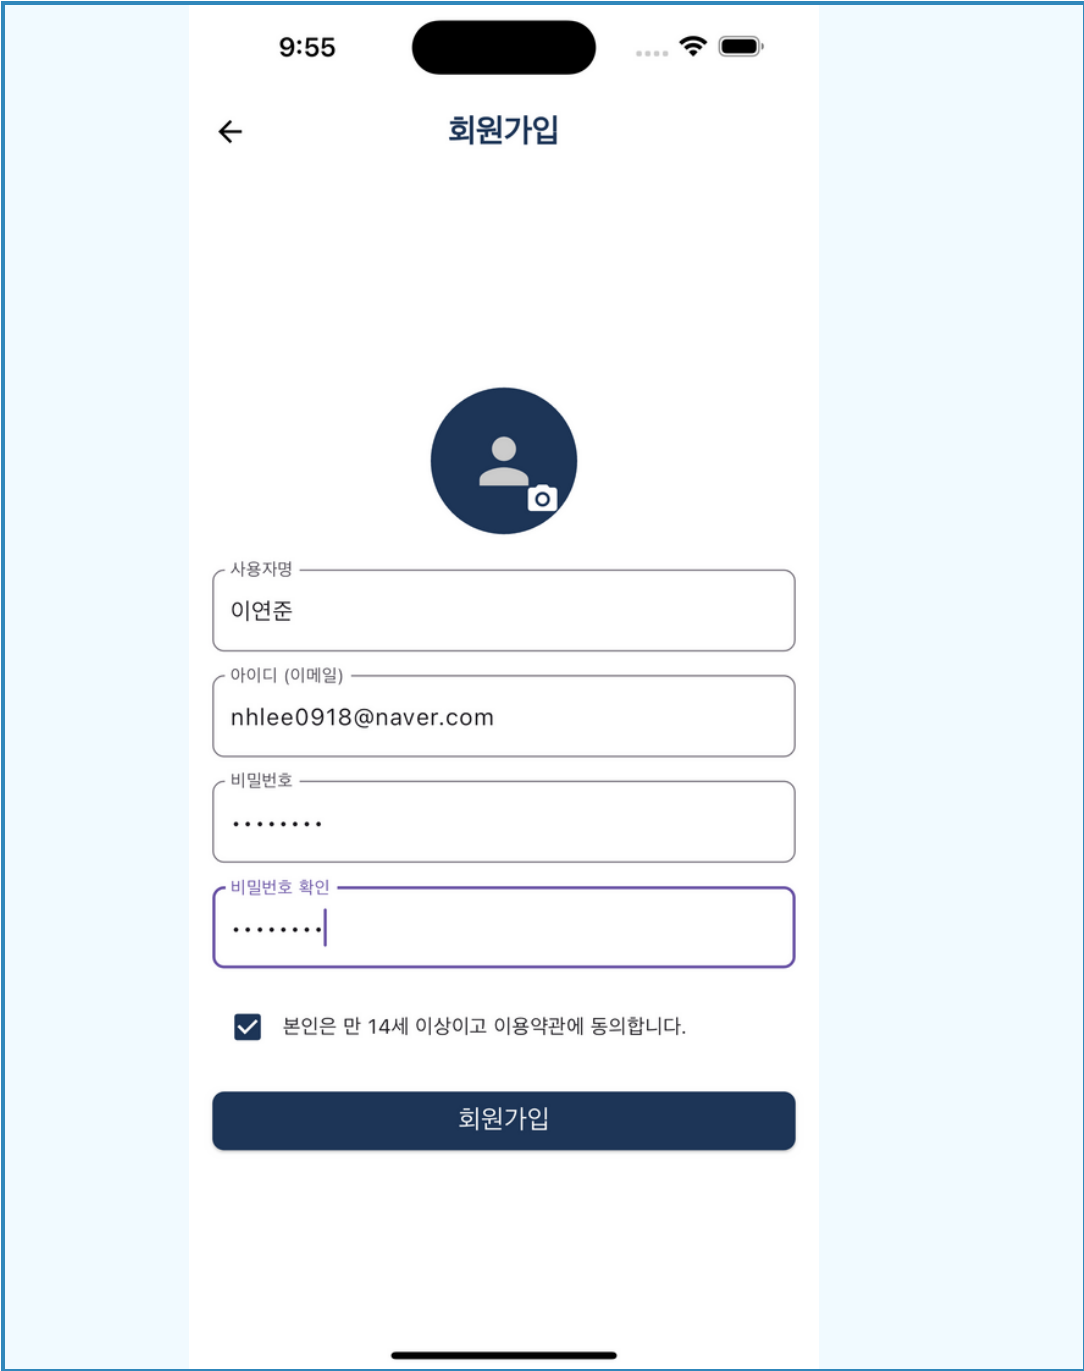 9:55
회원가입
사용자명
이연준
아이디 (이메일)
nhlee0918@naver.com
비밀번호
••••••••
비밀번호 확인
••••••••
본인은 만 14세 이상이고 이용약관에 동의합니다.
회원가입